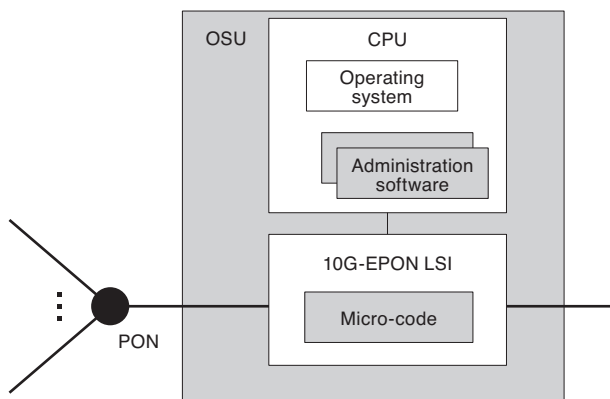 OSU
CPU
Operating
system
Administration
software
10G-EPON LSI
Micro-code
PON